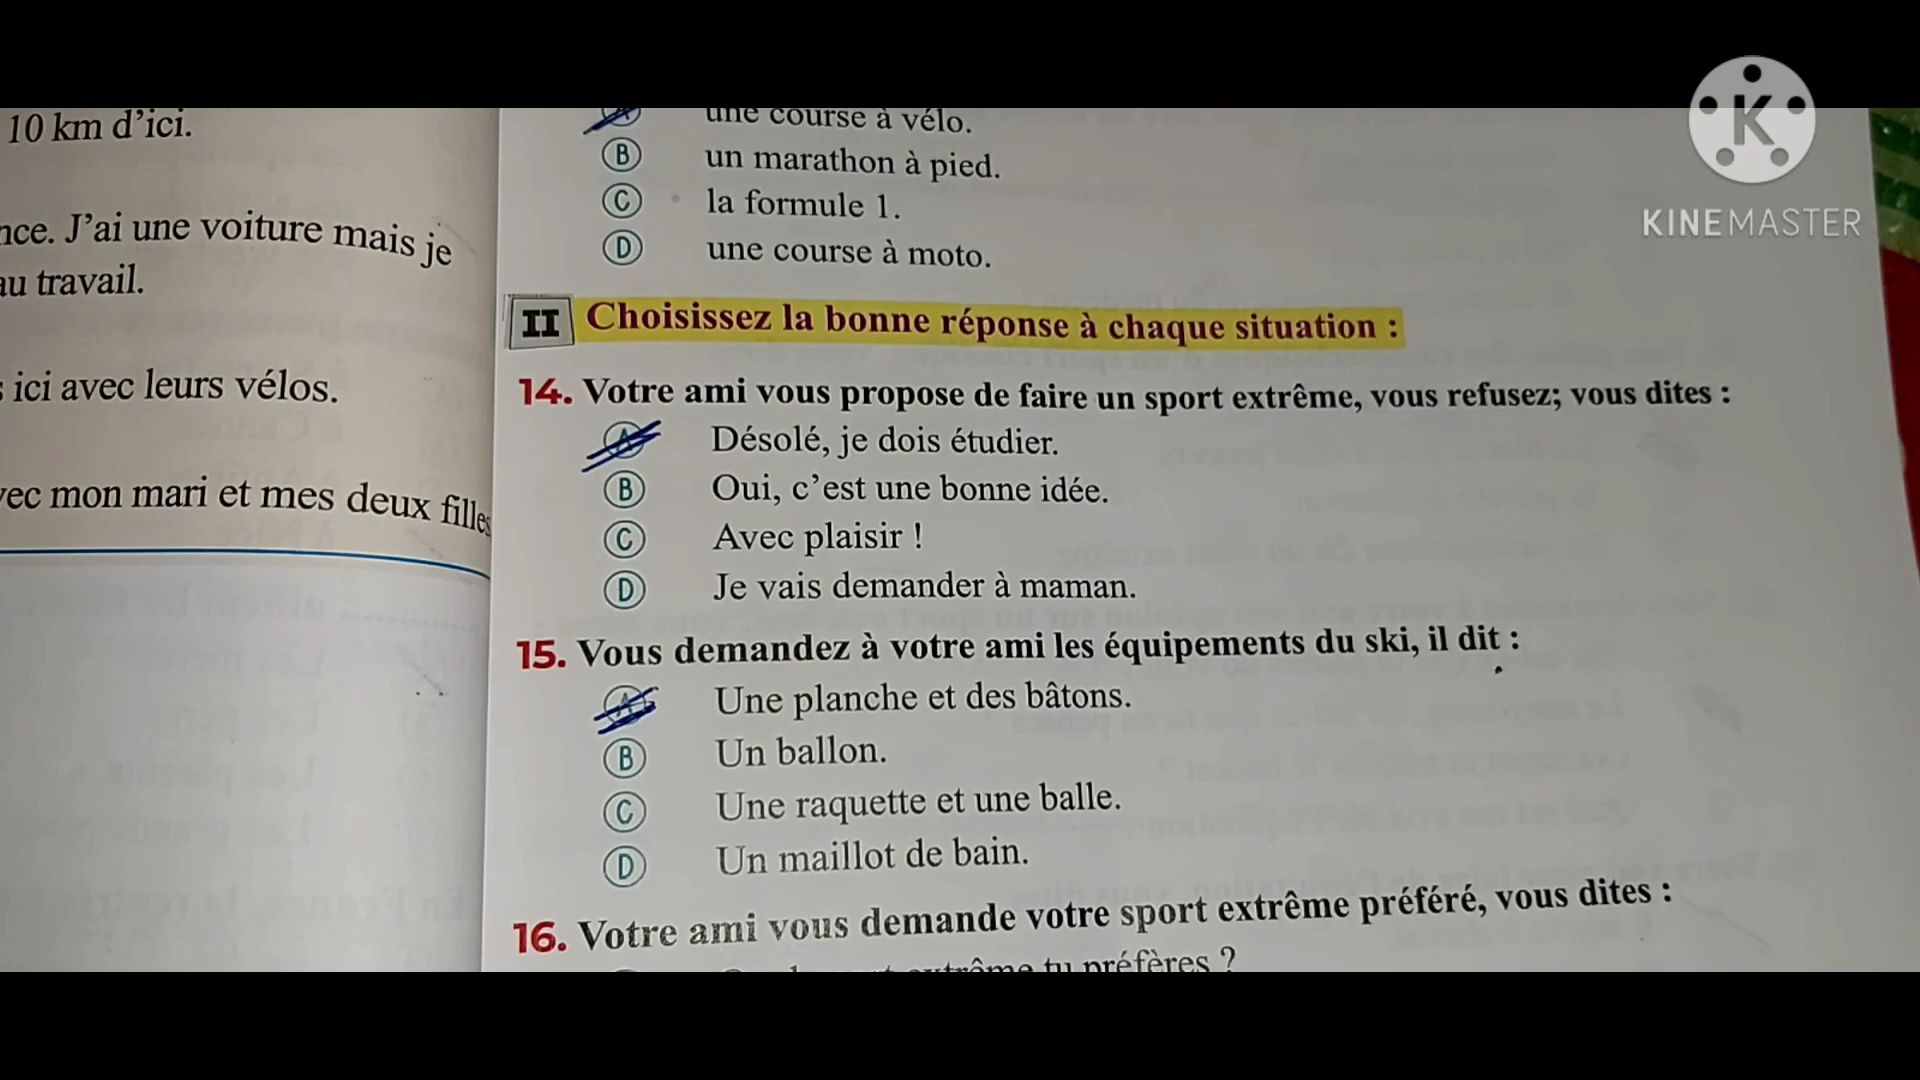 10 km d'ici.
J'ai une voiture mais je
au travail.
ici avec leurs vélos.
avec mon mari et mes deux filles
une course à vélo.
B un marathon à pied.
C la formule 1.
D une course à moto.
II Choisissez la bonne réponse à chaque situation :
14. Votre ami vous propose de faire un sport extrême, vous refusez; vous dites :
A Désolé, je dois étudier.
B Oui, c'est une bonne idée.
C Avec plaisir !
D Je vais demander à maman.
15. Vous demandez à votre ami les équipements du ski, il dit :
A Une planche et des bâtons.
B Un ballon.
C Une raquette et une balle.
D Un maillot de bain.
16. Votre ami vous demande votre sport extrême préféré, vous dites :
extrême tu préfères ?
K
KINEMASTER